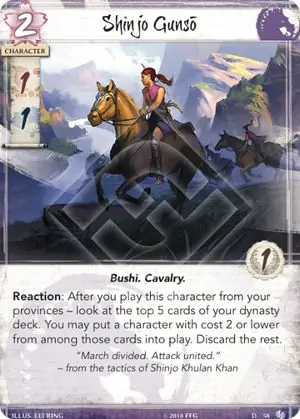 2
Shinjo Gunsō
CHARACTER
1
1
1
Bushi. Cavalry.
Reaction: After you play this character from your
provinces – look at the top 5 cards of your dynasty
deck. You may put a character with cost 2 or lower
from among those cards into play. Discard the rest.
“March divided. Attack united.”
– from the tactics of Shinjo Khulan Khan
ILLUS. ELI RING
© 2018 FFG
D 58